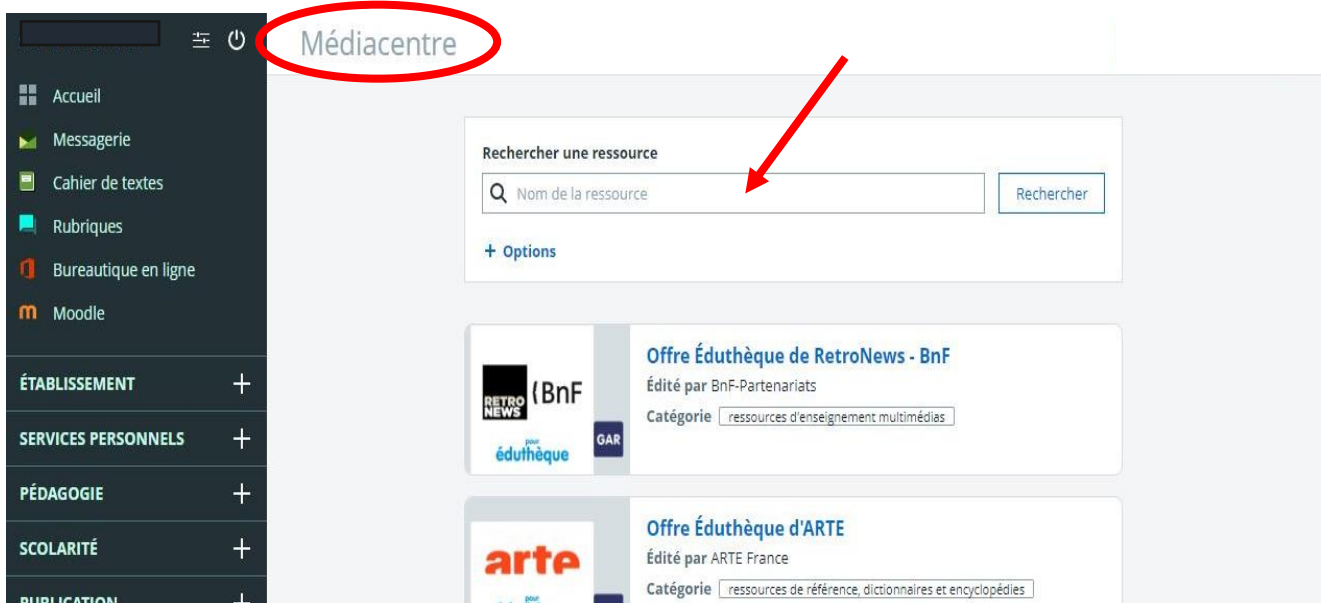 Médiacentre
Accueil
Messagerie
Cahier de textes
Rubriques
Bureautique en ligne
Moodle
ÉTABLISSEMENT
SERVICES PERSONNELS
PÉDAGOGIE
SCOLARITÉ
PUBLICATION
Rechercher une ressource
Nom de la ressource
Rechercher
+ Options
RETRO NEWS
(BnF
pour
éduthèque
GAR
Offre Éduthèque de RetroNews - BnF
Édité par BnF-Partenariats
Catégorie ressources d'enseignement multimédias
arte
pour
Offre Éduthèque d'ARTE
Édité par ARTE France
Catégorie ressources de référence, dictionnaires et encyclopédies